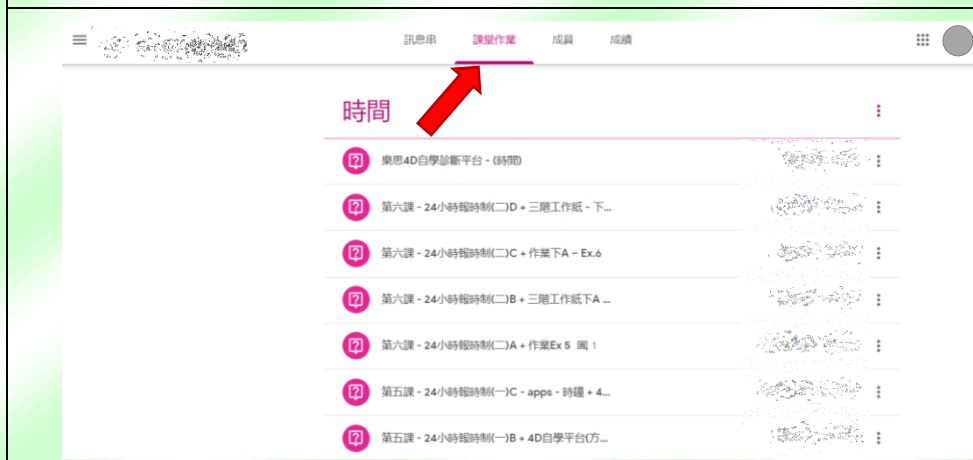 訊息串 課堂作業 成員 成績
時間
樂思4D自學診斷平台 - (時間)
第六課 - 24小時報時制(二)D + 三階工作紙 - 下...
第六課 - 24小時報時制(二)C + 作業下A – Ex.6
第六課 - 24小時報時制(二)B + 三階工作紙下A ...
第六課 - 24小時報時制(二)A + 作業Ex 5 1
第五課 - 24小時報時制(一)C - apps - 時鐘 + 4...
第五課 - 24小時報時制(一)B + 4D自學平台(方...